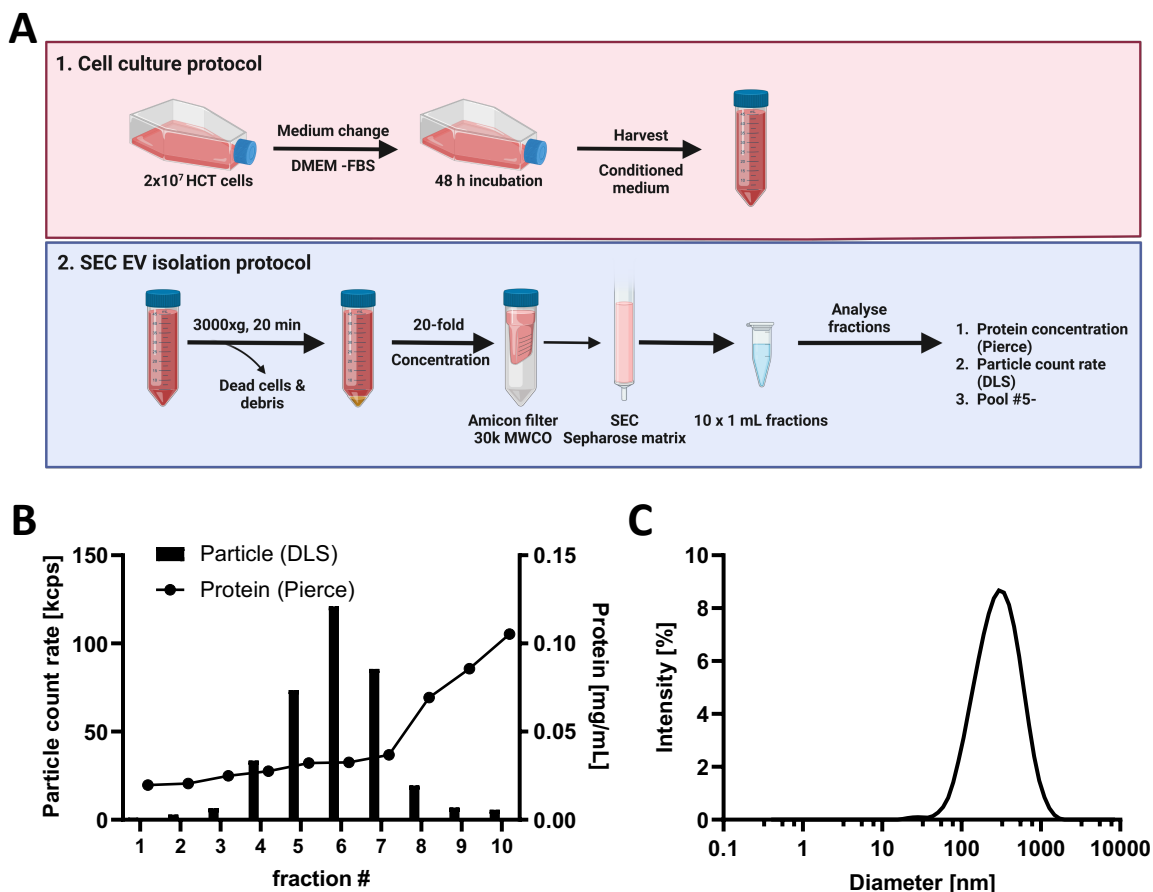 A
1. Cell culture protocol
Medium change
DMEM -FBS
2x10⁷ HCT cells
48 h incubation
Harvest
Conditioned
medium
2. SEC EV isolation protocol
3000xg, 20 min
Dead cells &
debris
20-fold
Concentration
Amicon filter
30k MWCO
SEC
Sepharose matrix
10 x 1 mL fractions
Analyse
fractions
1. Protein concentration
(Pierce)
2. Particle count rate
(DLS)
3. Pool #5-
B
Particle (DLS)
Protein (Pierce)
Particle count rate [kcps]
150
100
50
0
Protein [mg/mL]
0.15
0.10
0.05
0.00
1 2 3 4 5 6 7 8 9 10
fraction #
C
Intensity [%]
10
8
6
4
2
0
0.1 1 10 100 1000 10000
Diameter [nm]